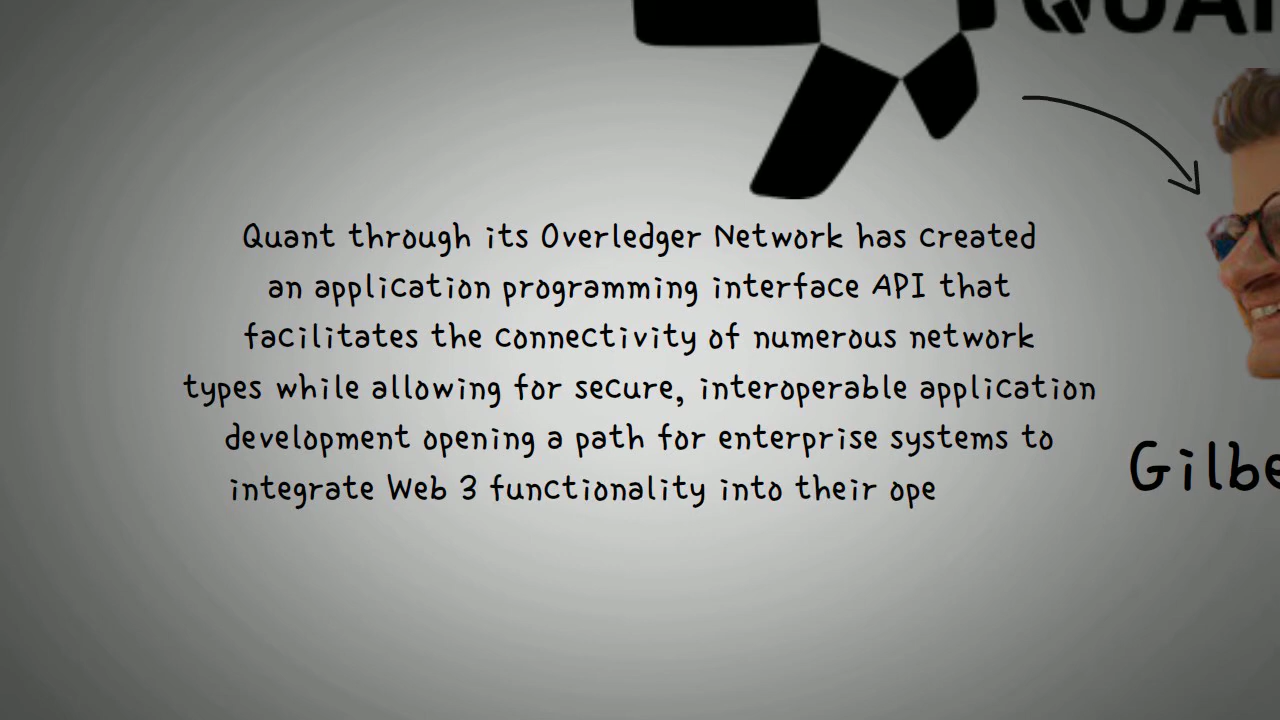 Quant through its Overledger Network has created
an application programming interface API that
facilitates the connectivity of numerous network
types while allowing for secure, interoperable application
development opening a path for enterprise systems to
integrate Web 3 functionality into their ope
Gilbe